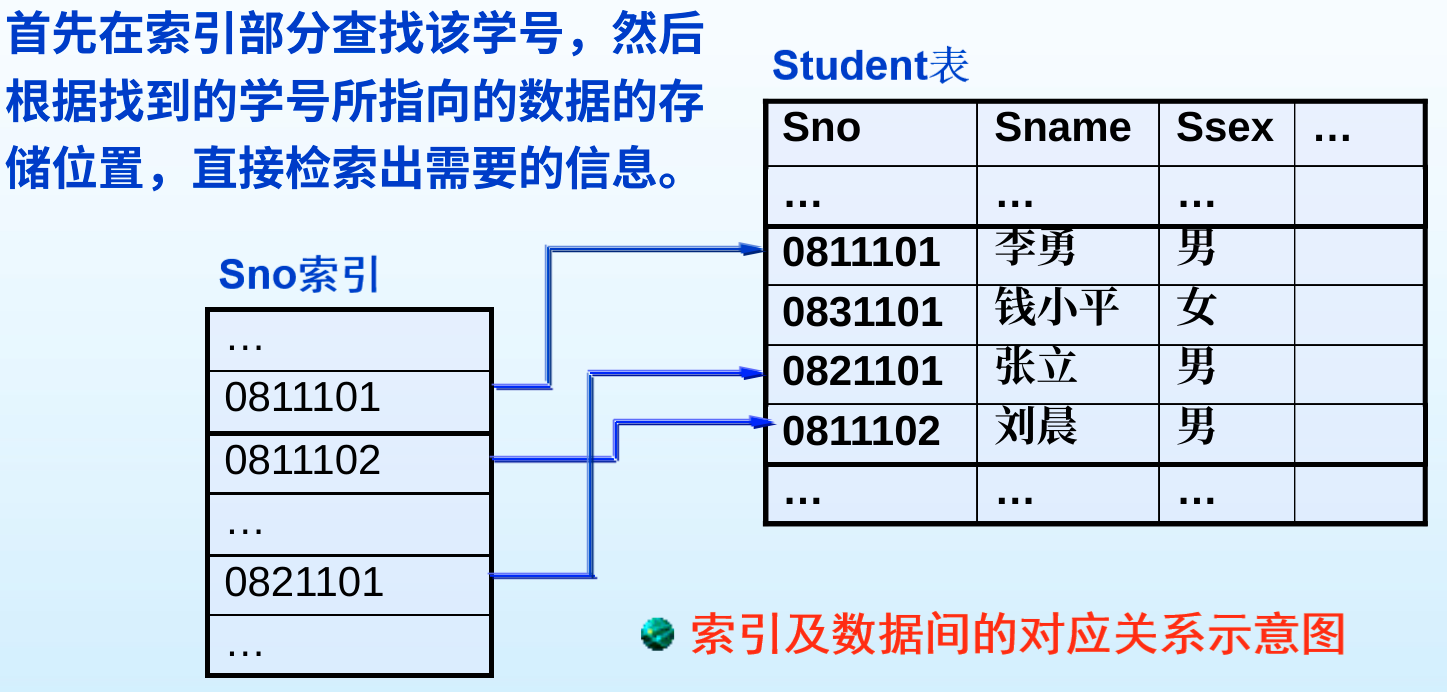 首先在索引部分查找该学号，然后
根据找到的学号所指向的数据的存
储位置，直接检索出需要的信息。
Student表
Sno Sname Ssex …
… … …
0811101 李勇 男
0831101 钱小平 女
0821101 张立 男
0811102 刘晨 男
… … …
Sno索引
…
0811101
0811102
…
0821101
…
索引及数据间的对应关系示意图